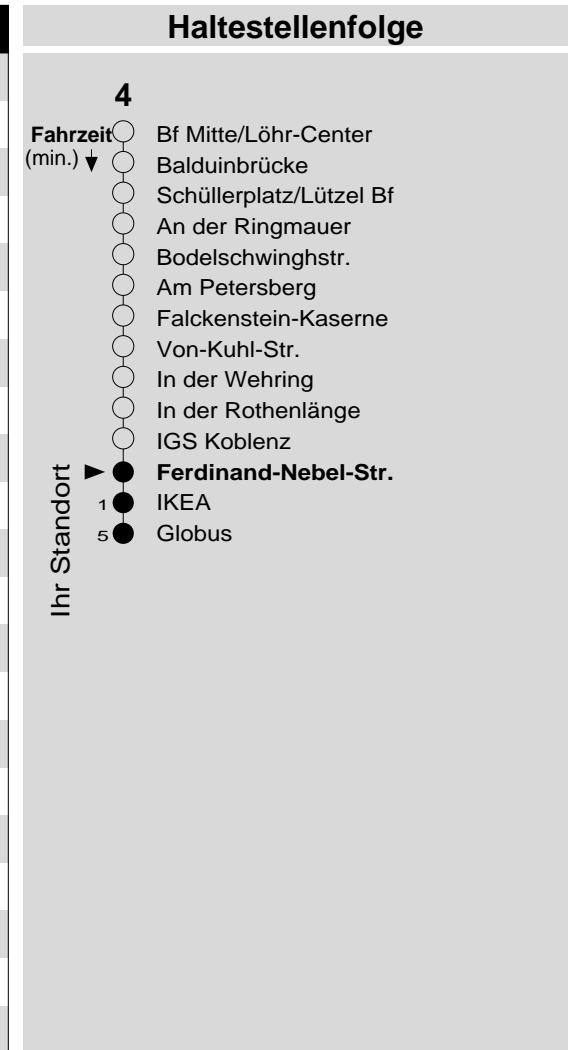 Haltestellenfolge
4
Fahrzeit
(min.)
Bf Mitte/Löhr-Center
Balduinbrücke
Schüllerplatz/Lützel Bf
An der Ringmauer
Bodelschwinghstr.
Am Petersberg
Falckenstein-Kaserne
Von-Kuhl-Str.
In der Wehring
In der Rothenlänge
IGS Koblenz
Ihr Standort
Ferdinand-Nebel-Str.
1 IKEA
5 Globus